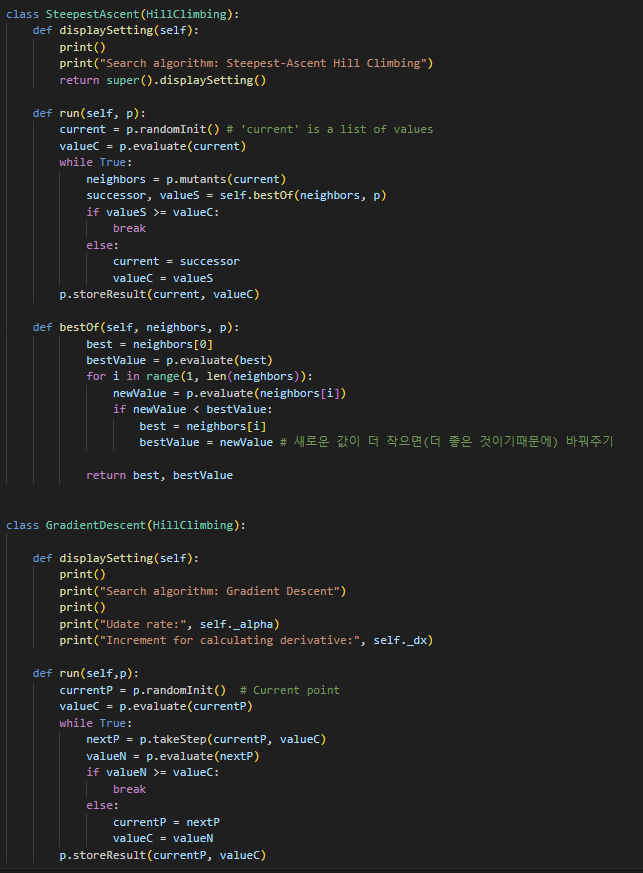 class SteepestAscent(HillClimbing):
    def displaySetting(self):
        print()
        print("Search algorithm: Steepest-Ascent Hill Climbing")
        return super().displaySetting()

    def run(self, p):
        current = p.randomInit() # 'current' is a list of values
        valueC = p.evaluate(current)
        while True:
            neighbors = p.mutants(current)
            successor, valueS = self.bestOf(neighbors, p)
            if valueS >= valueC:
                break
            else:
                current = successor
                valueC = valueS
        p.storeResult(current, valueC)

    def bestOf(self, neighbors, p):
            best = neighbors[0]
            bestValue = p.evaluate(best)
            for i in range(1, len(neighbors)):
                newValue = p.evaluate(neighbors[i])
                if newValue < bestValue:
                    best = neighbors[i]
                    bestValue = newValue # 새로운 값이 더 작으면(더 좋은 것이기때문에) 바꿔주기

            return best, bestValue


class GradientDescent(HillClimbing):

    def displaySetting(self):
        print()
        print("Search algorithm: Gradient Descent")
        print()
        print("Udate rate:", self._alpha)
        print("Increment for calculating derivative:", self._dx)

    def run(self,p):
        currentP = p.randomInit()  # Current point
        valueC = p.evaluate(currentP)
        while True:
            nextP = p.takeStep(currentP, valueC)
            valueN = p.evaluate(nextP)
            if valueN >= valueC:
                break
            else:
                currentP = nextP
                valueC = valueN
        p.storeResult(currentP, valueC)